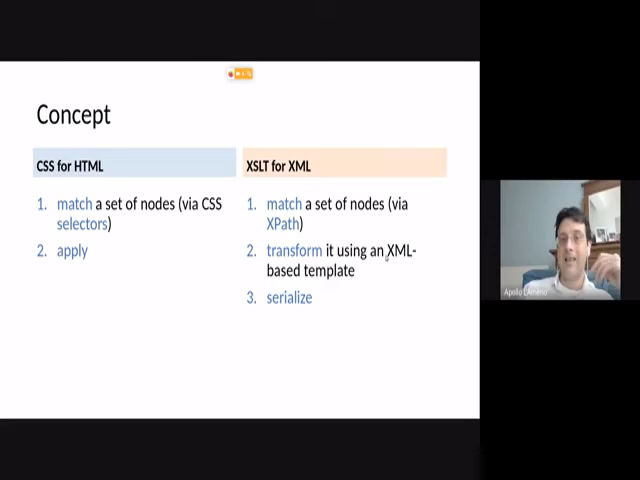 Concept
CSS for HTML
1. match a set of nodes (via CSS
selectors)
2. apply
XSLT for XML
1. match a set of nodes (via
XPath)
2. transform it using an XML-
based template
3. serialize
Apollo